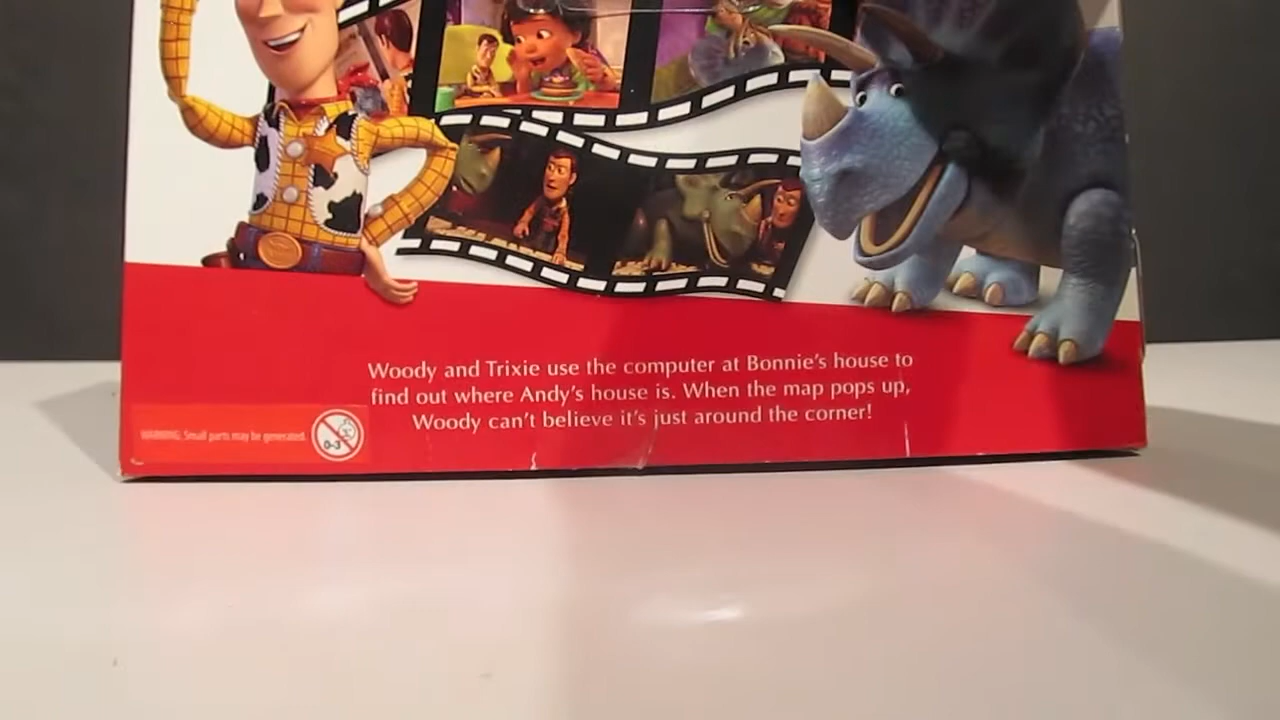 Woody and Trixie use the computer at Bonnie's house to
find out where Andy's house is. When the map pops up,
Woody can't believe it's just around the corner!
WARNING: Small parts may be generated.
0-3